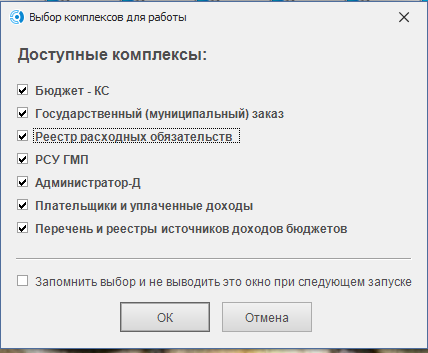 Выбор комплексов для работы
Доступные комплексы:
Бюджет - КС
Государственный (муниципальный) заказ
Реестр расходных обязательств
РСУ ГМП
Администратор-Д
Плательщики и уплаченные доходы
Перечень и реестры источников доходов бюджетов
Запомнить выбор и не выводить это окно при следующем запуске
ОК
Отмена